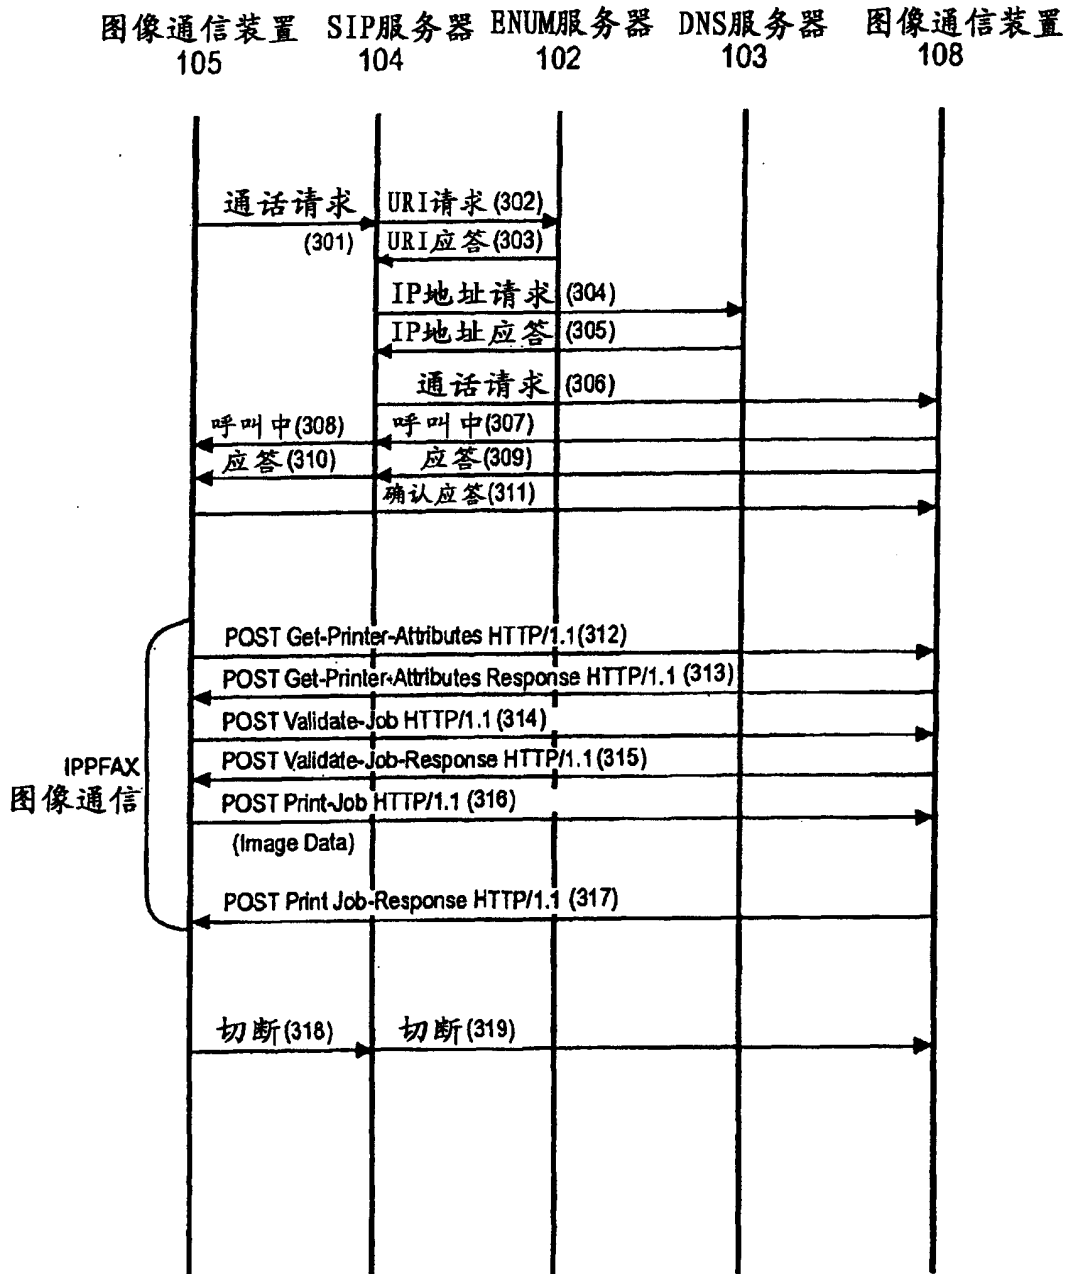 图像通信装置 SIP服务器 ENUM服务器 DNS服务器 图像通信装置
105 104 102 103 108
通话请求 URI请求(302)
(301) URI应答(303)
IP地址请求(304)
IP地址应答(305)
通话请求(306)
呼叫中(308) 呼叫中(307)
应答(310) 应答(309)
确认应答(311)
POST Get-Printer-Attributes HTTP/1.1(312)
POST Get-Printer-Attributes Response HTTP/1.1 (313)
POST Validate-Job HTTP/1.1 (314)
POST Validate-Job-Response HTTP/1.1(315)
IPPFAX
图像通信
POST Print-Job HTTP/1.1 (316)
(Image Data)
POST Print Job-Response HTTP/1.1 (317)
切断(318) 切断(319)